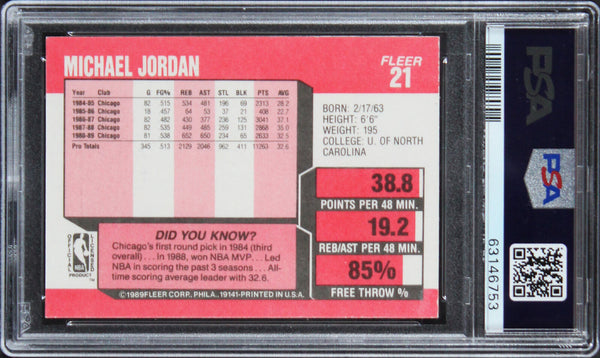 MICHAEL JORDAN
FLEER
21
Year Club G FG% REB AST STL BLK PTS AVG
1984-85 Chicago 82 .515 534 481 196 69 2313 28.2
1985-86 Chicago 18 .457 64 53 37 21 408 22.7
1986-87 Chicago 82 .482 430 377 236 125 3041 37.1
1987-88 Chicago 82 .535 449 485 259 131 2868 35.0
1988-89 Chicago 81 .538 652 650 234 65 2633 32.5
Pro Totals 345 .513 2129 2046 962 411 11263 32.6
BORN: 2/17/63
HEIGHT: 6'6"
WEIGHT: 195
COLLEGE: U. OF NORTH
CAROLINA
38.8
POINTS PER 48 MIN.
19.2
REB/AST PER 48 MIN.
85%
FREE THROW %
OFFICIAL LICENSED
NBA
PRODUCT
DID YOU KNOW?
Chicago's first round pick in 1984 (third
overall) . . . In 1988, won NBA MVP. . . Led
NBA in scoring the past 3 seasons . . . All-
time scoring average leader with 32.6.
©1989 FLEER CORP., PHILA., 19141-PRINTED IN U.S.A.
PSA
PSA
63146753